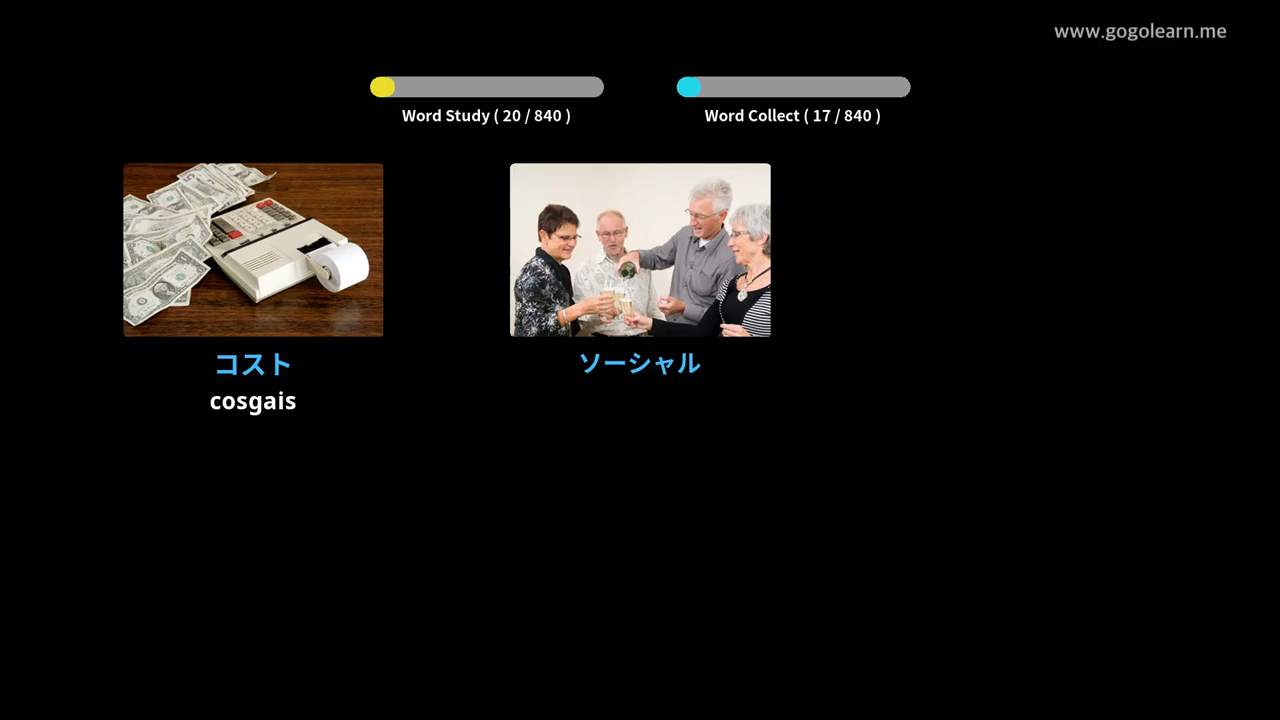 www.gogolearn.me
Word Study ( 20 / 840 )
Word Collect ( 17 / 840 )
コスト
cosgais
ソーシャル